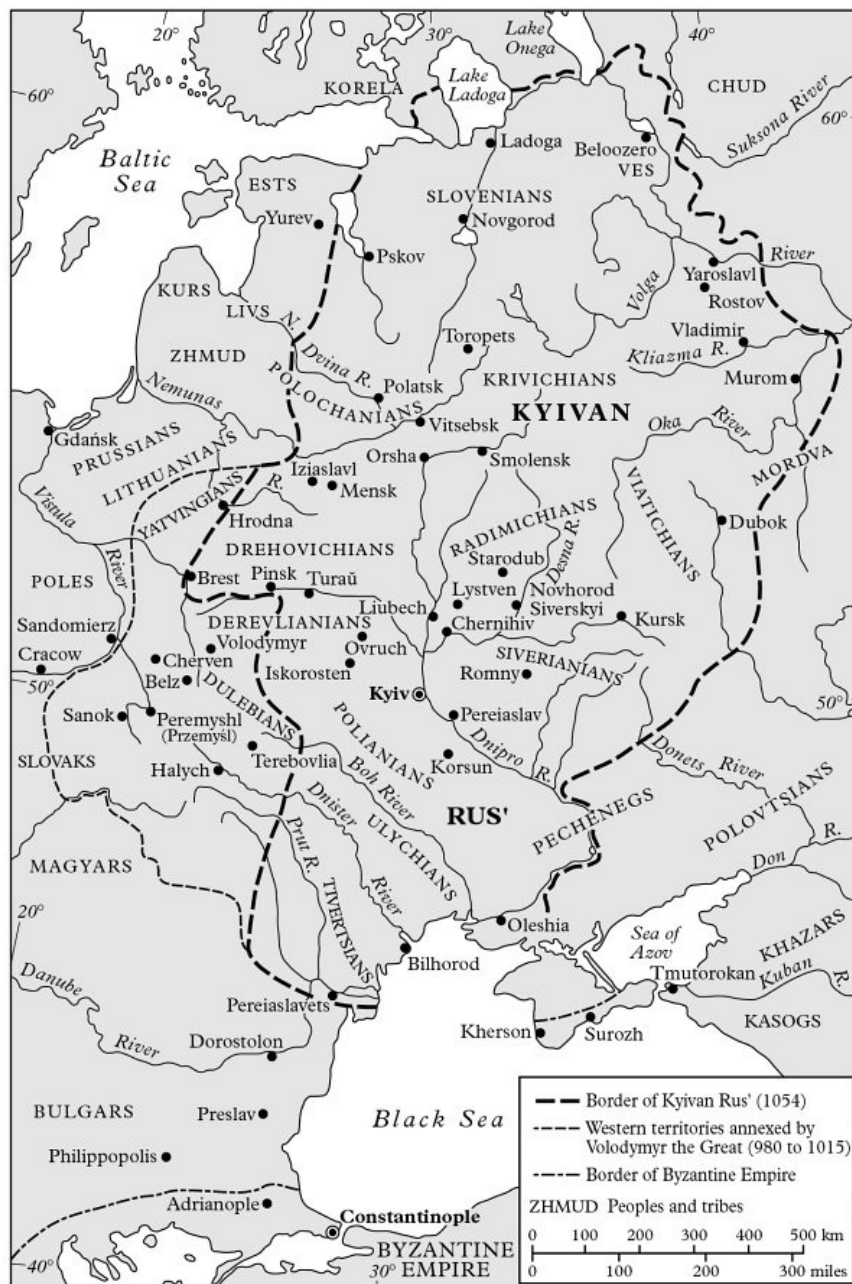 20°
30°
40°
Lake
Onega
Lake
Ladoga
KORELA
CHUD
60°
60°
Suksona River
Ladoga
Beloozero
VES
Baltic
Sea
ESTS
SLOVENIANS
Yurev
Novgorod
Pskov
River
Yaroslavl
Rostov
Volga
KURS
LIVS
N.
Dvina R.
Toropets
Vladimir
Kliazma R.
ZHMUD
Nemunas
R.
Polatsk
POLOCHANIANS
KRIVICHIANS
Murom
KYIVAN
Gdańsk
PRUSSIANS
Vitsebsk
Oka
River
MORDVA
LITHUANIANS
Orsha
Smolensk
Iziaslavl
Mensk
YATVINGIANS
Hrodna
VIATICHIANS
Dubok
Vistula
River
RADIMICHIANS
DREHOVICHIANS
Starodub
Desna R.
POLES
Brest
Pinsk
Turaŭ
Lystven
Novhorod
Siverskyi
Liubech
Kursk
Sandomierz
DEREVLIANIANS
Chernihiv
Volodymyr
Ovruch
Cracow
Cherven
Iskorosten
SIVERIANIANS
Romny
50°
50°
Belz
Kyiv
DULEBIANS
Sanok
Peremyshl
(Przemyśl)
Pereiaslav
POLIANIANS
Dnipro R.
Donets River
SLOVAKS
Terebovlia
Korsun
Halych
Boh River
Dnister
River
RUS'
PECHENEGS
POLOVTSIANS
ULYCHIANS
Prut R.
MAGYARS
Don R.
TIVERTSIANS
20°
Oleshia
Sea of
Azov
KHAZARS
Bilhorod
Tmutorokan
Kuban R.
Danube
River
Pereiaslavets
Kherson
Surozh
KASOGS
Dorostolon
BULGARS
Preslav
Black Sea
Philippopolis
Adrianople
Constantinople
BYZANTINE
EMPIRE
40°
30°
Border of Kyivan Rus' (1054)
Western territories annexed by
Volodymyr the Great (980 to 1015)
Border of Byzantine Empire
ZHMUD Peoples and tribes
0 100 200 300 400 500 km
0 100 200 300 miles